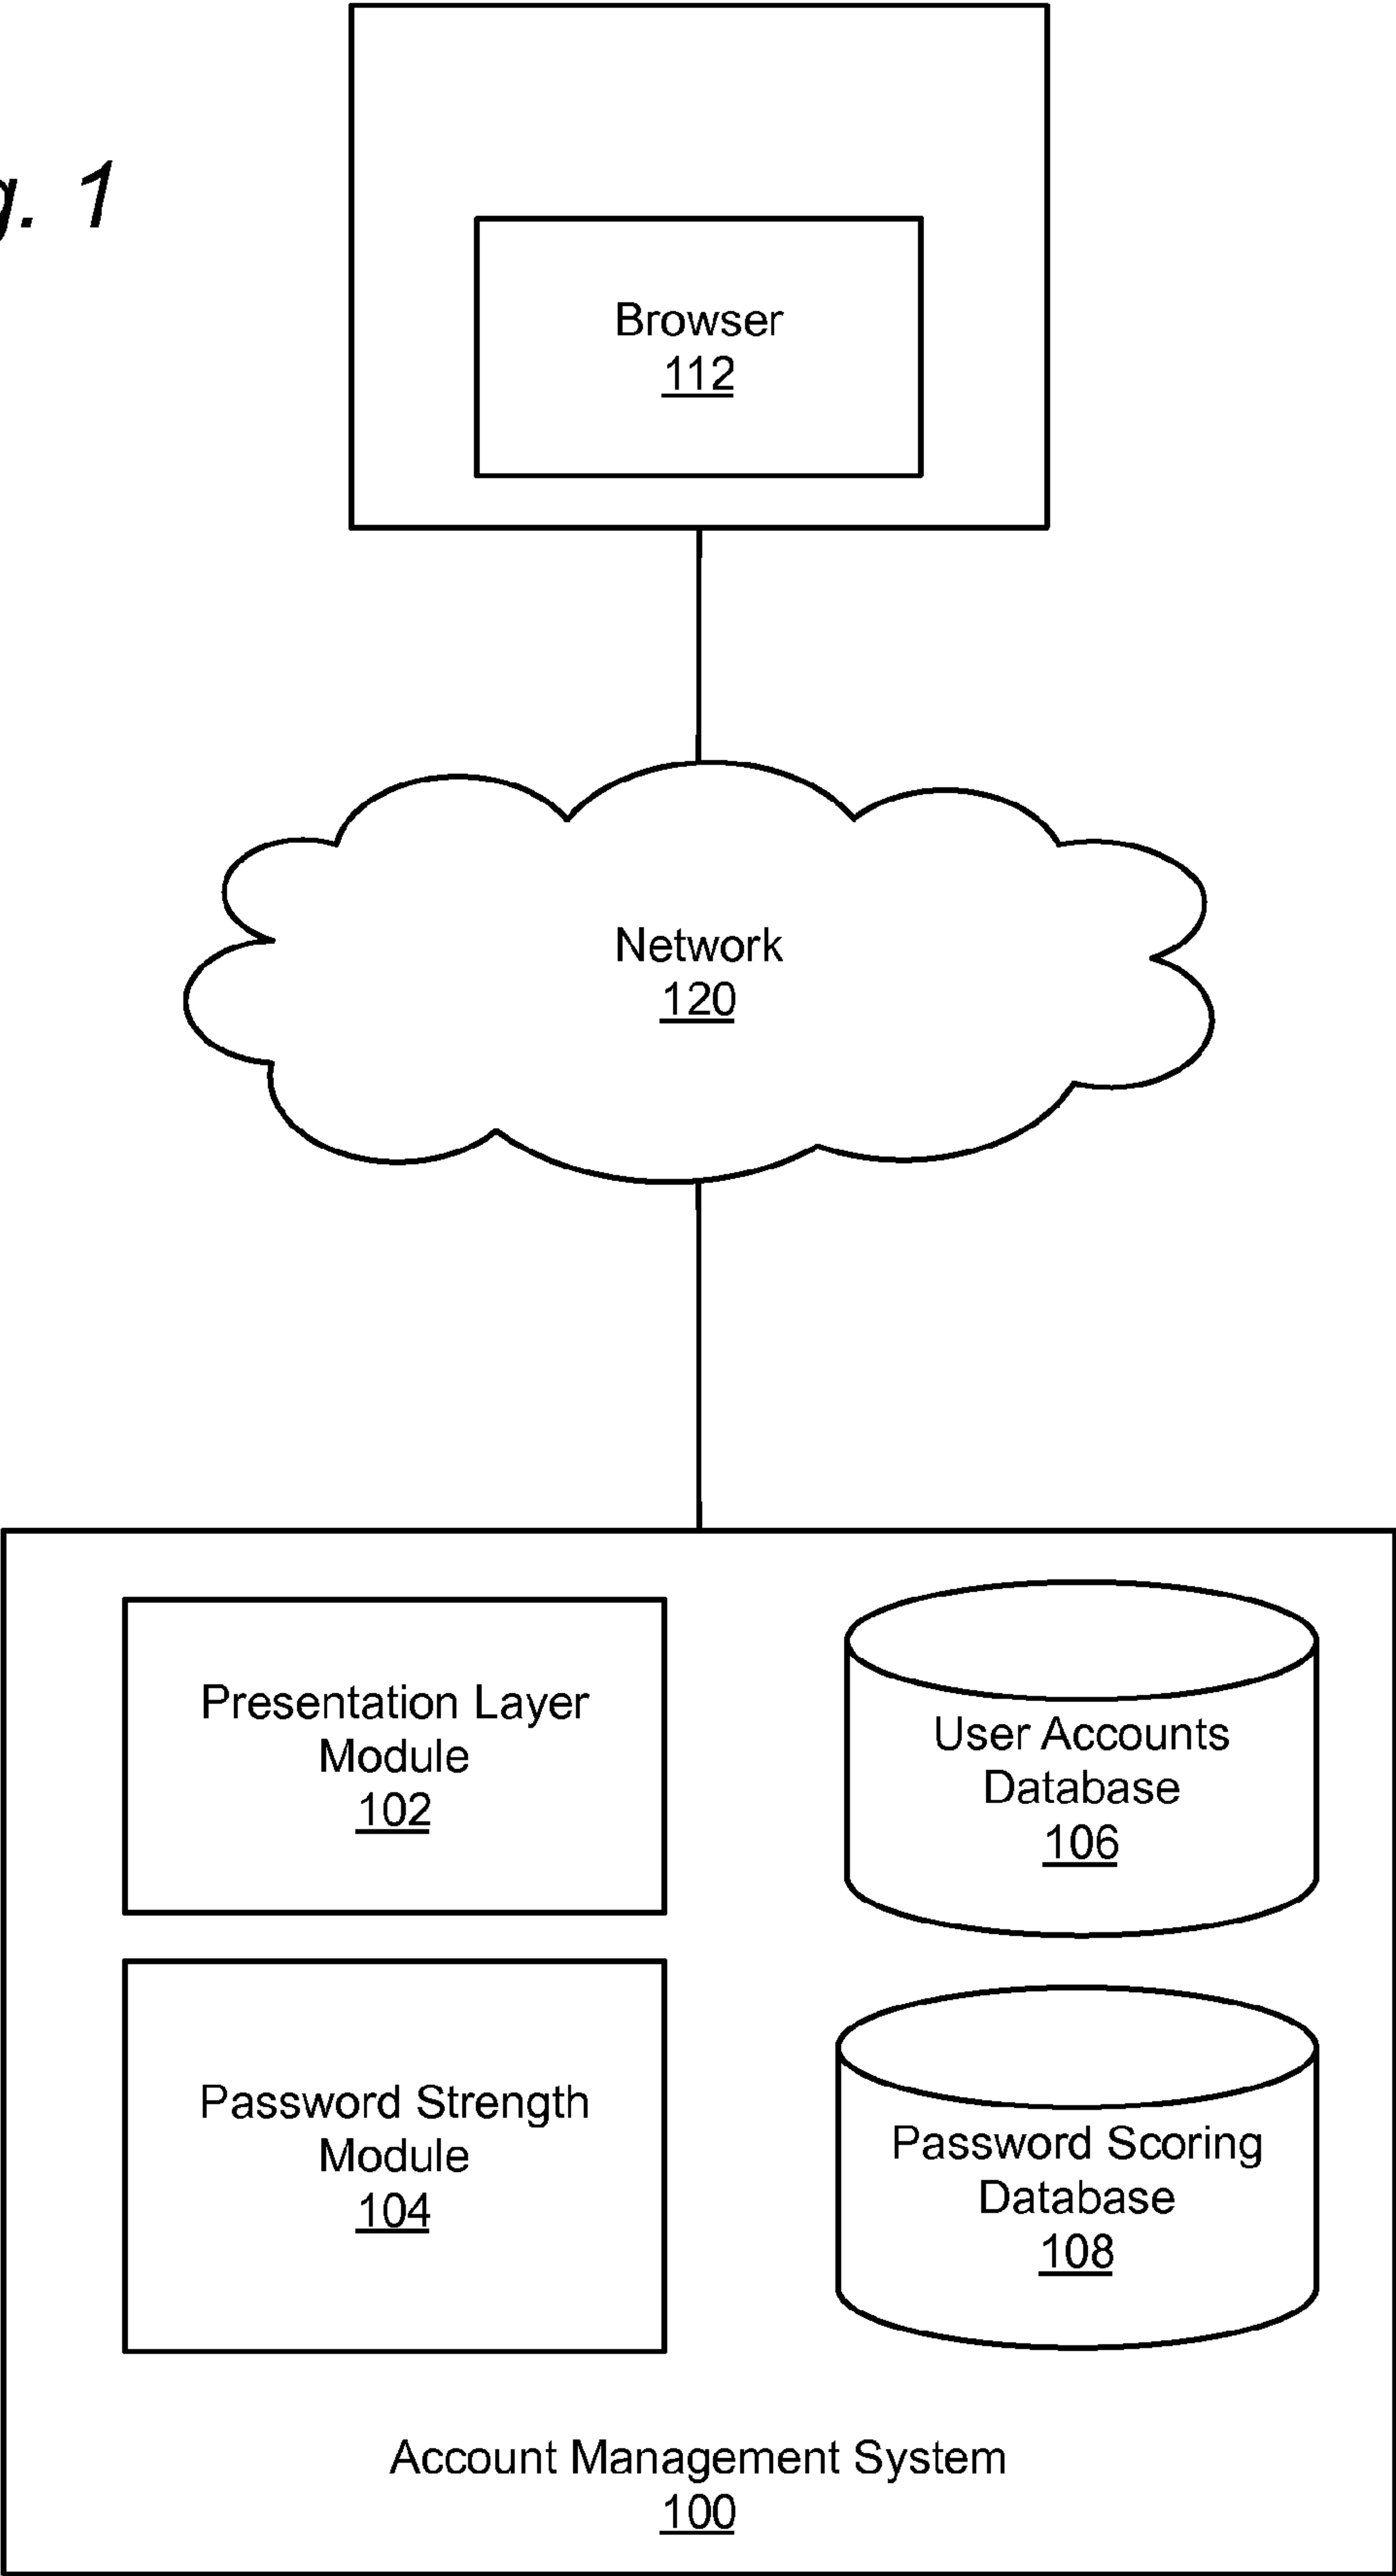 g. 1
Browser
112
Network
120
Presentation Layer
Module
102
User Accounts
Database
106
Password Strength
Module
104
Password Scoring
Database
108
Account Management System
100